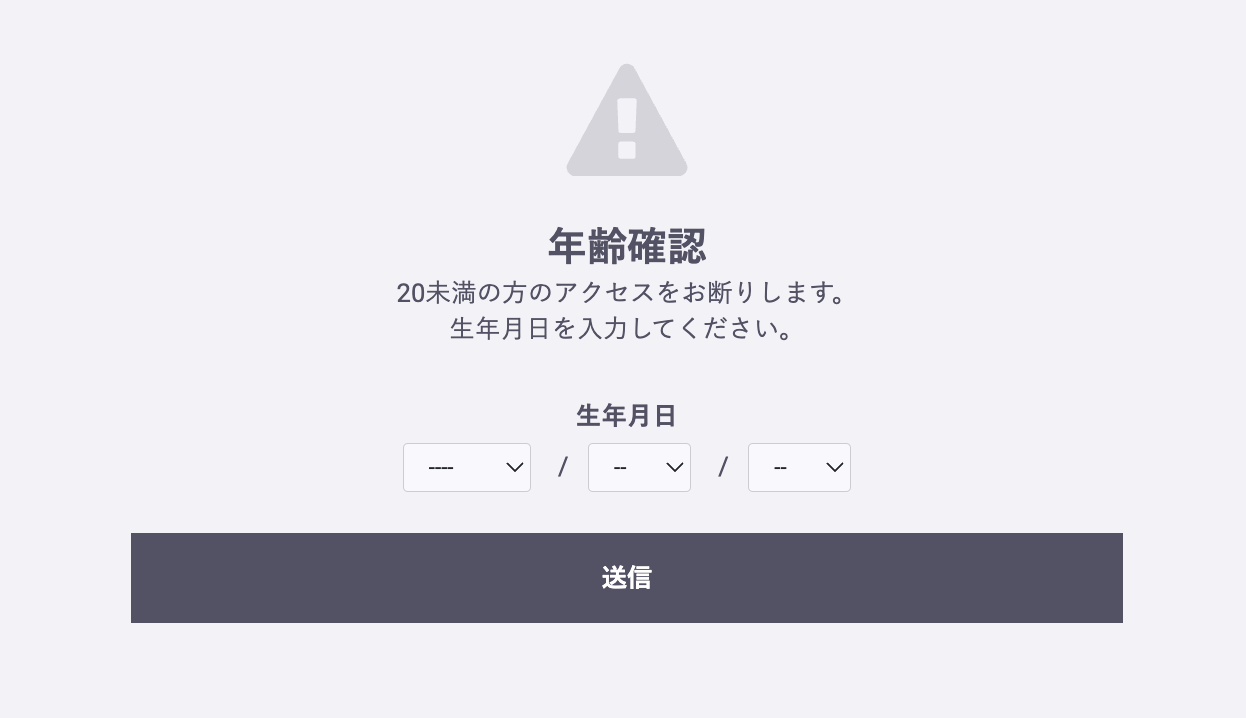 年齢確認
20未満の方のアクセスをお断りします。
生年月日を入力してください。
生年月日
---- / -- / --
送信